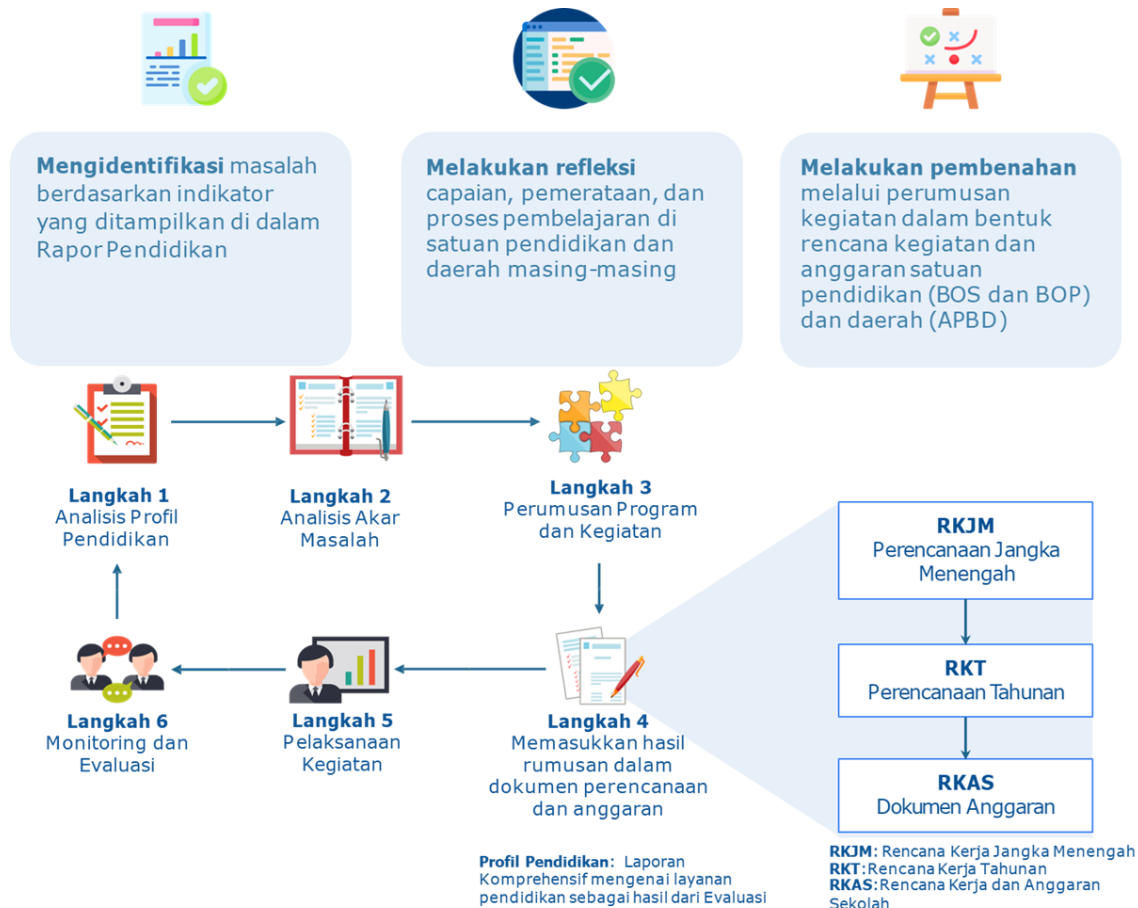 Mengidentifikasi masalah
berdasarkan indikator
yang ditampilkan di dalam
Rapor Pendidikan
Melakukan refleksi
capaian, pemerataan, dan
proses pembelajaran di
satuan pendidikan dan
daerah masing-masing
Melakukan pembenahan
melalui perumusan
kegiatan dalam bentuk
rencana kegiatan dan
anggaran satuan
pendidikan (BOS dan BOP)
dan daerah (APBD)
Langkah 1
Analisis Profil
Pendidikan
Langkah 2
Analisis Akar
Masalah
Langkah 3
Perumusan Program
dan Kegiatan
Langkah 4
Memasukkan hasil
rumusan dalam
dokumen perencanaan
dan anggaran
Langkah 5
Pelaksanaan
Kegiatan
Langkah 6
Monitoring dan
Evaluasi
RKJM
Perencanaan Jangka
Menengah
RKT
Perencanaan Tahunan
RKAS
Dokumen Anggaran
Profil Pendidikan: Laporan
Komprehensif mengenai layanan
pendidikan sebagai hasil dari Evaluasi
RKJM: Rencana Kerja Jangka Menengah
RKT:Rencana Kerja Tahunan
RKAS:Rencana Kerja dan Anggaran
Sekolah